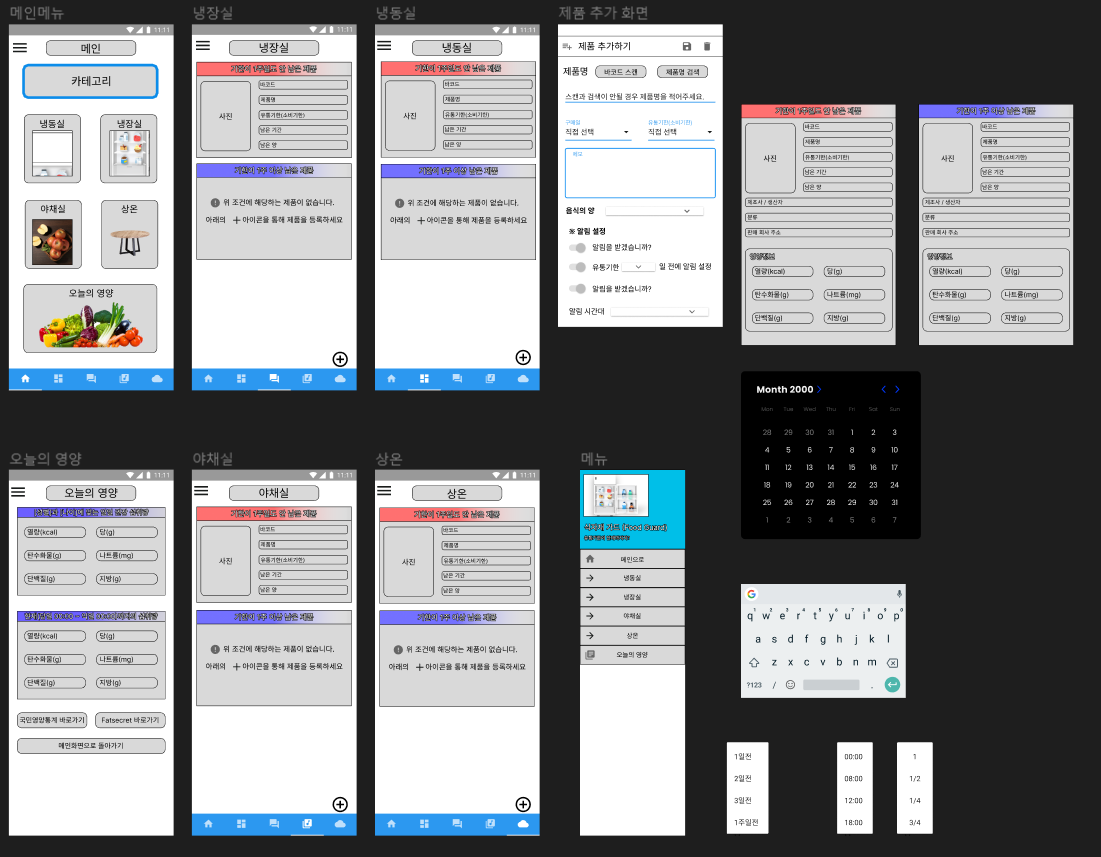 메인메뉴
11:11
메인
카테고리
냉동실
냉장실
야채실
상온
오늘의 영양
냉장실
11:11
냉장실
기한이 1주일도 안 남은 제품
사진
바코드
제품명
유통기한(소비기한)
남은 기간
남은 양
기한이 1주 이상 남은 제품
위 조건에 해당하는 제품이 없습니다.
아래의 + 아이콘을 통해 제품을 등록하세요
냉동실
11:11
냉동실
기한이 1주일도 안 남은 제품
사진
바코드
제품명
유통기한(소비기한)
남은 기간
남은 양
기한이 1주 이상 남은 제품
위 조건에 해당하는 제품이 없습니다.
아래의 + 아이콘을 통해 제품을 등록하세요
제품 추가 화면
제품 추가하기
제품명
바코드 스캔
제품명 검색
스캔과 검색이 안될 경우 제품명을 적어주세요.
구매일
유통기한(소비기한)
직접 선택
직접 선택
메모
음식의 양
※ 알림 설정
알림을 받겠습니까?
유통기한 일 전에 알림 설정
알림을 받겠습니까?
알림 시간대
기한이 1주일도 안 남은 제품
사진
바코드
제품명
유통기한(소비기한)
남은 기간
남은 양
제조사 / 생산자
분류
판매 회사 주소
영양정보
열량(kcal)
당(g)
탄수화물(g)
나트륨(mg)
단백질(g)
지방(g)
기한이 1주 이상 남은 제품
사진
바코드
제품명
유통기한(소비기한)
남은 기간
남은 양
제조사 / 생산자
분류
판매 회사 주소
영양정보
열량(kcal)
당(g)
탄수화물(g)
나트륨(mg)
단백질(g)
지방(g)
Month 2000
Mon Tue Wed Thu Fri Sat Sun
28 29 30 31 1 2 3
4 5 6 7 8 9 10
11 12 13 14 15 16 17
18 19 20 21 22 23 24
25 26 27 28 29 30 31
1 2 3 4 5 6 7
오늘의 영양
11:11
오늘의 영양
열량(kcal)
당(g)
탄수화물(g)
나트륨(mg)
단백질(g)
지방(g)
열량(kcal)
당(g)
탄수화물(g)
나트륨(mg)
단백질(g)
지방(g)
국민영양통계 바로가기
Fatsecret 바로가기
메인화면으로 돌아가기
야채실
11:11
야채실
기한이 1주일도 안 남은 제품
사진
바코드
제품명
유통기한(소비기한)
남은 기간
남은 양
기한이 1주 이상 남은 제품
위 조건에 해당하는 제품이 없습니다.
아래의 + 아이콘을 통해 제품을 등록하세요
상온
11:11
상온
기한이 1주일도 안 남은 제품
사진
바코드
제품명
유통기한(소비기한)
남은 기간
남은 양
기한이 1주 이상 남은 제품
위 조건에 해당하는 제품이 없습니다.
아래의 + 아이콘을 통해 제품을 등록하세요
메뉴
(Food Guard)
메인으로
냉동실
냉장실
야채실
상온
오늘의 영양
1 2 3 4 5 6 7 8 9 0
q w e r t y u i o p
a s d f g h j k l
z x c v b n m
?123 / .
1일전
2일전
3일전
1주일전
00:00
08:00
12:00
18:00
1
1/2
1/4
3/4